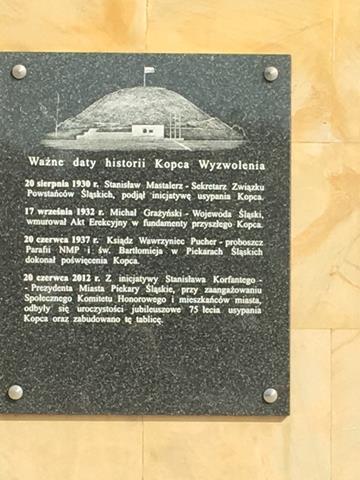 Ważne daty historii Kopca Wyzwolenia
20 sierpnia 1930 r. Stanisław Mastalerz - Sekretarz Związku
Powstańców Śląskich, podjął inicjatywę usypania Kopca.
17 września 1932 r. Michał Grażyński - Wojewoda Śląski,
wmurował Akt Erekcyjny w fundamenty przyszłego Kopca.
20 czerwca 1937 r. Ksiądz Wawrzyniec Pucher - proboszcz
Parafii NMP i św. Bartłomieja w Piekarach Śląskich
dokonał poświęcenia Kopca.
20 czerwca 2012 r. Z inicjatywy Stanisława Korfantego -
- Prezydenta Miasta Piekary Śląskie, przy zaangażowaniu
Społecznego Komitetu Honorowego i mieszkańców miasta,
odbyły się uroczystości jubileuszowe 75 lecia usypania
Kopca oraz zabudowano tę tablicę.